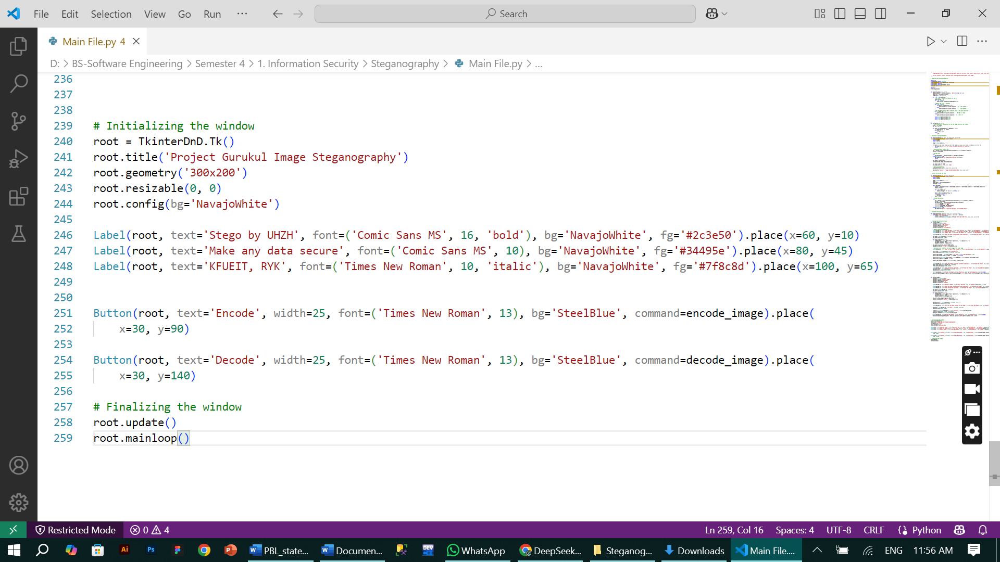 File Edit Selection View Go Run ··· Search
Main File.py 4
D: > BS-Software Engineering > Semester 4 > 1. Information Security > Steganography > Main File.py > ...
236
237
238
239 # Initializing the window
240 root = TkinterDnD.Tk()
241 root.title('Project Gurukul Image Steganography')
242 root.geometry('300x200')
243 root.resizable(0, 0)
244 root.config(bg='NavajoWhite')
245
246 Label(root, text='Stego by UHZH', font=('Comic Sans MS', 16, 'bold'), bg='NavajoWhite', fg='#2c3e50').place(x=60, y=10)
247 Label(root, text='Make any data secure', font=('Comic Sans MS', 10), bg='NavajoWhite', fg='#34495e').place(x=80, y=45)
248 Label(root, text='KFUEIT, RYK', font=('Times New Roman', 10, 'italic'), bg='NavajoWhite', fg='#7f8c8d').place(x=100, y=65)
249
250
251 Button(root, text='Encode', width=25, font=('Times New Roman', 13), bg='SteelBlue', command=encode_image).place(
252     x=30, y=90)
253
254 Button(root, text='Decode', width=25, font=('Times New Roman', 13), bg='SteelBlue', command=decode_image).place(
255     x=30, y=140)
256
257 # Finalizing the window
258 root.update()
259 root.mainloop()
Restricted Mode 0 4 Ln 259, Col 16 Spaces: 4 UTF-8 CRLF Python
Ai Ps PBL_state... Documen... DEV WhatsApp DeepSeek... Steganog... Downloads Main File.... ENG 11:56 AM